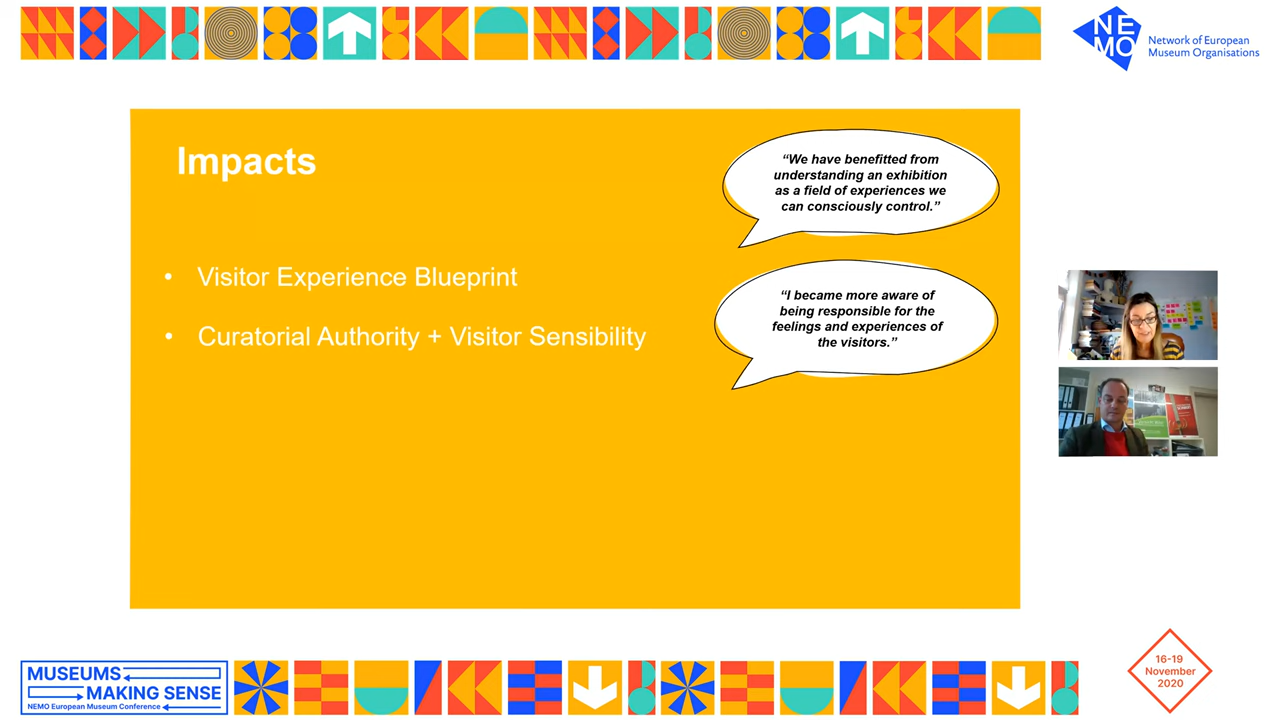 NE
MO
Network of European
Museum Organisations
Impacts
• Visitor Experience Blueprint
• Curatorial Authority + Visitor Sensibility
“We have benefitted from
understanding an exhibition
as a field of experiences we
can consciously control.”
“I became more aware of
being responsible for the
feelings and experiences of
the visitors.”
MUSEUMS
MAKING SENSE
NEMO European Museum Conference
16-19
November
2020